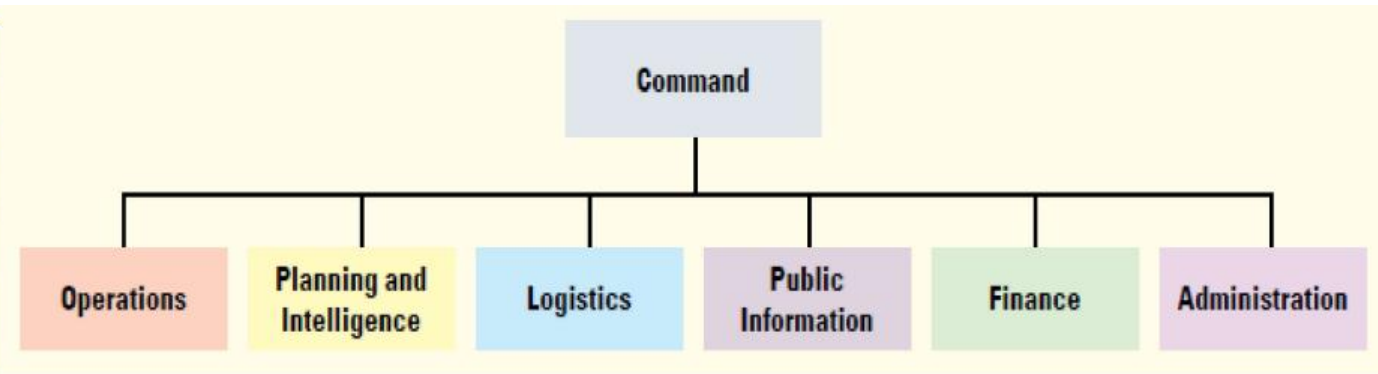 Command
Operations
Planning and
Intelligence
Logistics
Public
Information
Finance
Administration